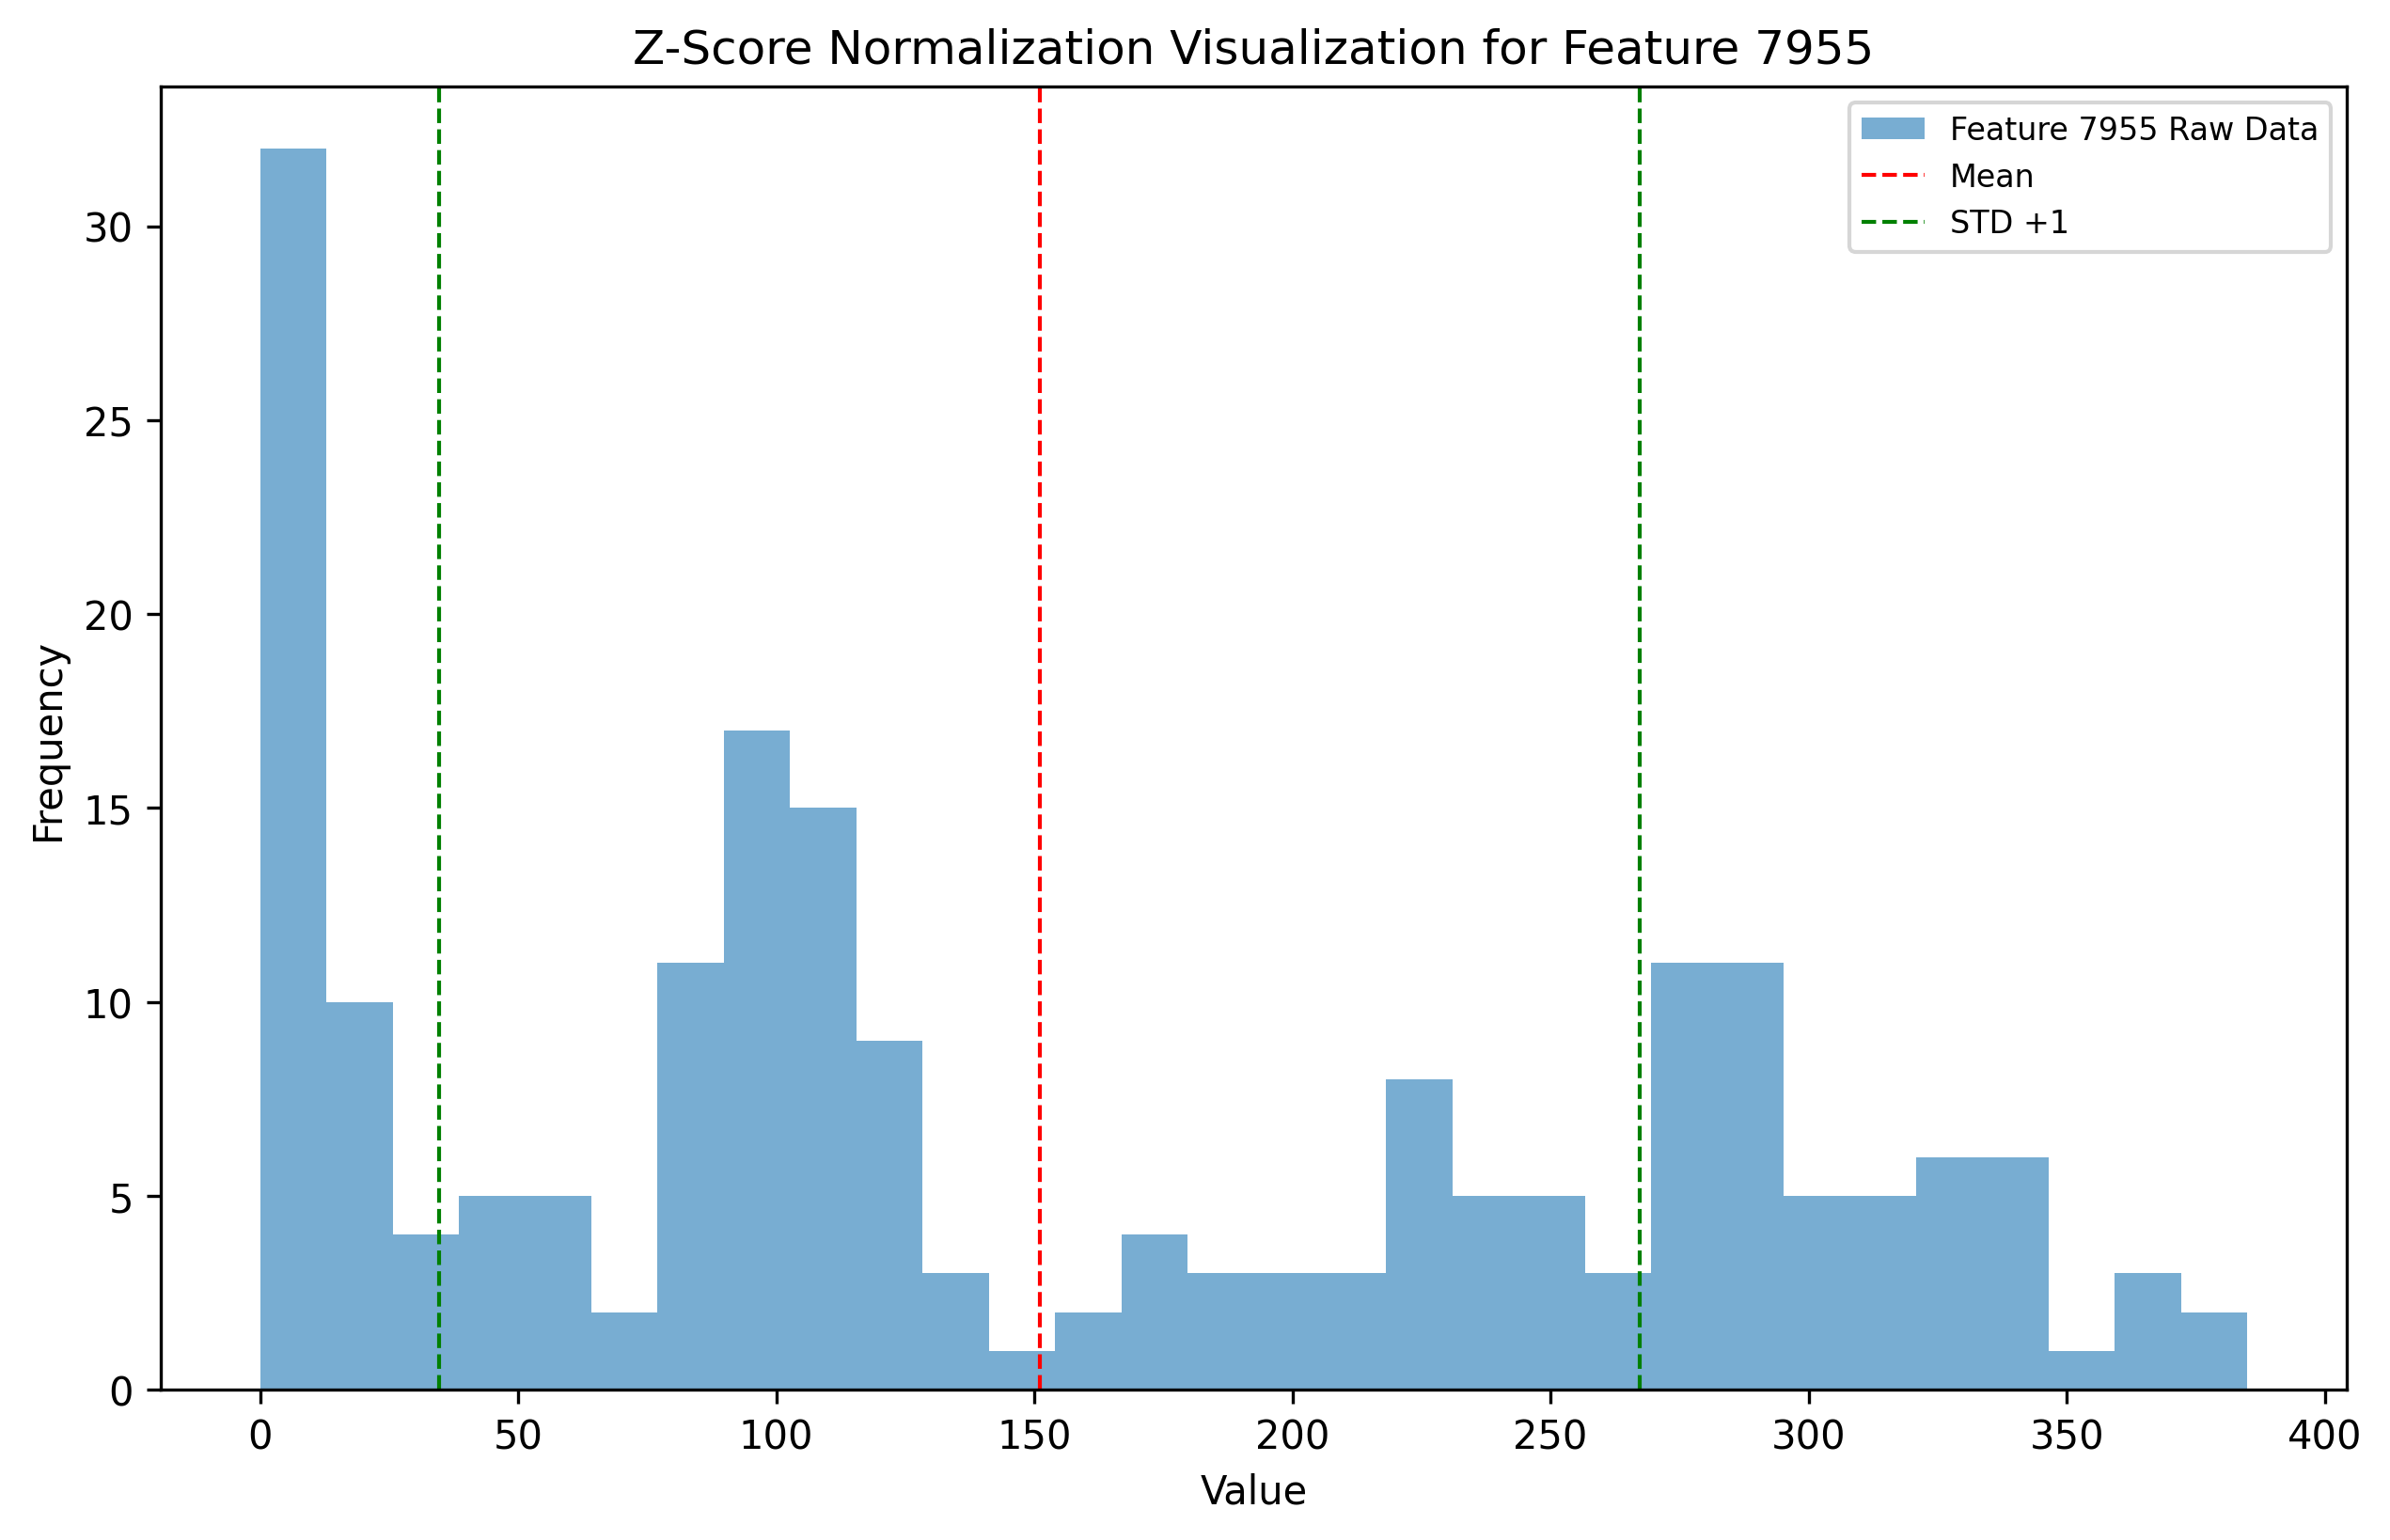 Z-Score Normalization Visualization for Feature 7955
Feature 7955 Raw Data
Mean
STD +1
30
25
20
15
10
5
0
Frequency
0 50 100 150 200 250 300 350 400
Value